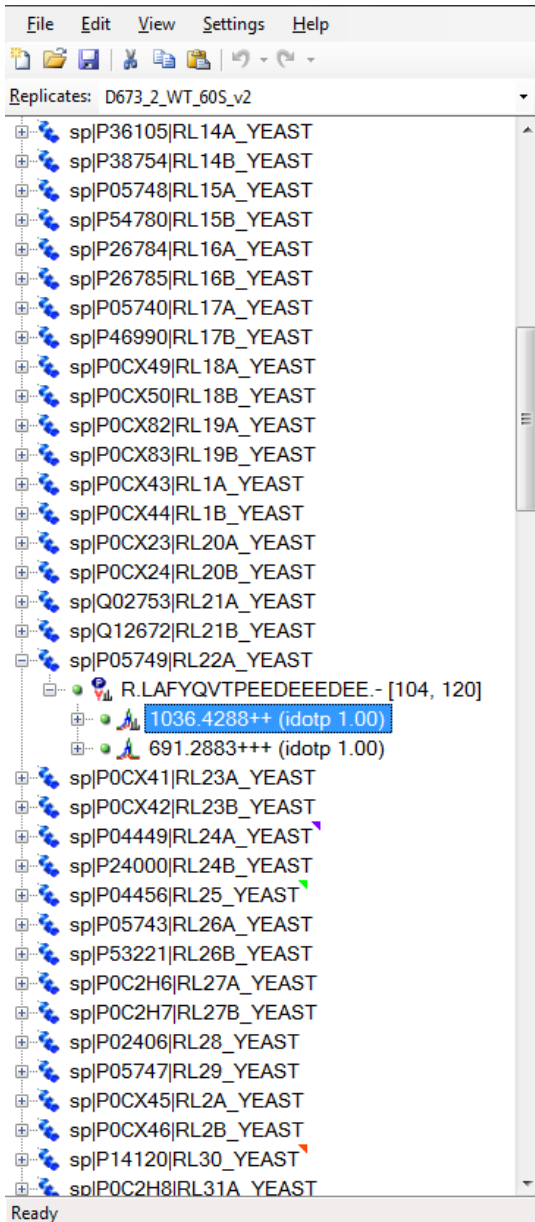 File Edit View Settings Help
Replicates: D673_2_WT_60S_v2
sp|P36105|RL14A_YEAST
sp|P38754|RL14B_YEAST
sp|P05748|RL15A_YEAST
sp|P54780|RL15B_YEAST
sp|P26784|RL16A_YEAST
sp|P26785|RL16B_YEAST
sp|P05740|RL17A_YEAST
sp|P46990|RL17B_YEAST
sp|P0CX49|RL18A_YEAST
sp|P0CX50|RL18B_YEAST
sp|P0CX82|RL19A_YEAST
sp|P0CX83|RL19B_YEAST
sp|P0CX43|RL1A_YEAST
sp|P0CX44|RL1B_YEAST
sp|P0CX23|RL20A_YEAST
sp|P0CX24|RL20B_YEAST
sp|Q02753|RL21A_YEAST
sp|Q12672|RL21B_YEAST
sp|P05749|RL22A_YEAST
R.LAFYQVTPEEDEEEDEE.- [104, 120]
1036.4288++ (idotp 1.00)
691.2883+++ (idotp 1.00)
sp|P0CX41|RL23A_YEAST
sp|P0CX42|RL23B_YEAST
sp|P04449|RL24A_YEAST
sp|P24000|RL24B_YEAST
sp|P04456|RL25_YEAST
sp|P05743|RL26A_YEAST
sp|P53221|RL26B_YEAST
sp|P0C2H6|RL27A_YEAST
sp|P0C2H7|RL27B_YEAST
sp|P02406|RL28_YEAST
sp|P05747|RL29_YEAST
sp|P0CX45|RL2A_YEAST
sp|P0CX46|RL2B_YEAST
sp|P14120|RL30_YEAST
sp|P0C2H8|RL31A_YEAST
Ready